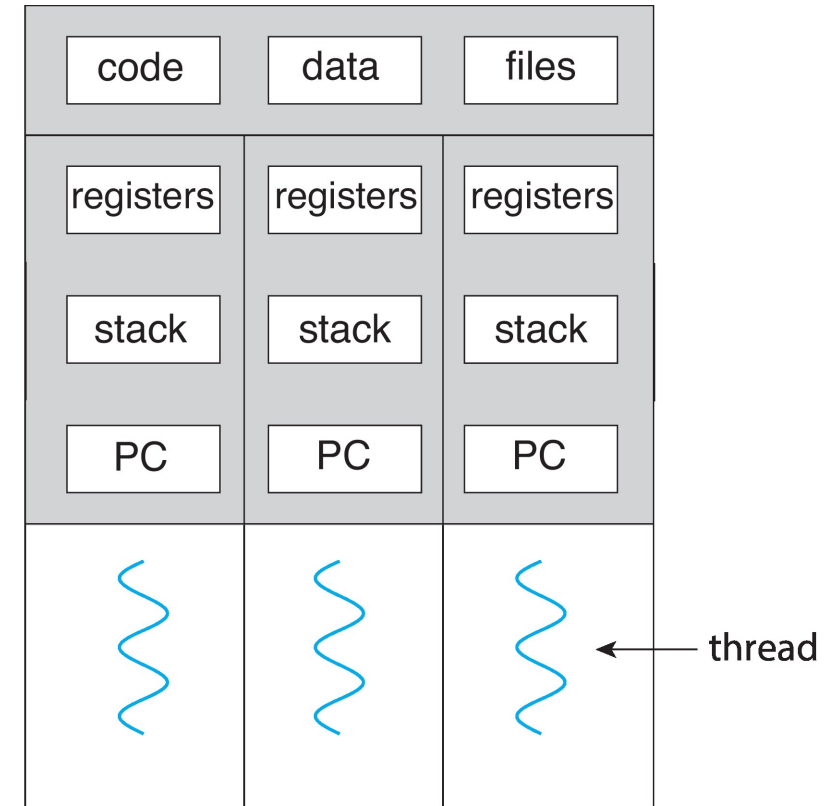 code data files
registers registers registers
stack stack stack
PC PC PC
thread